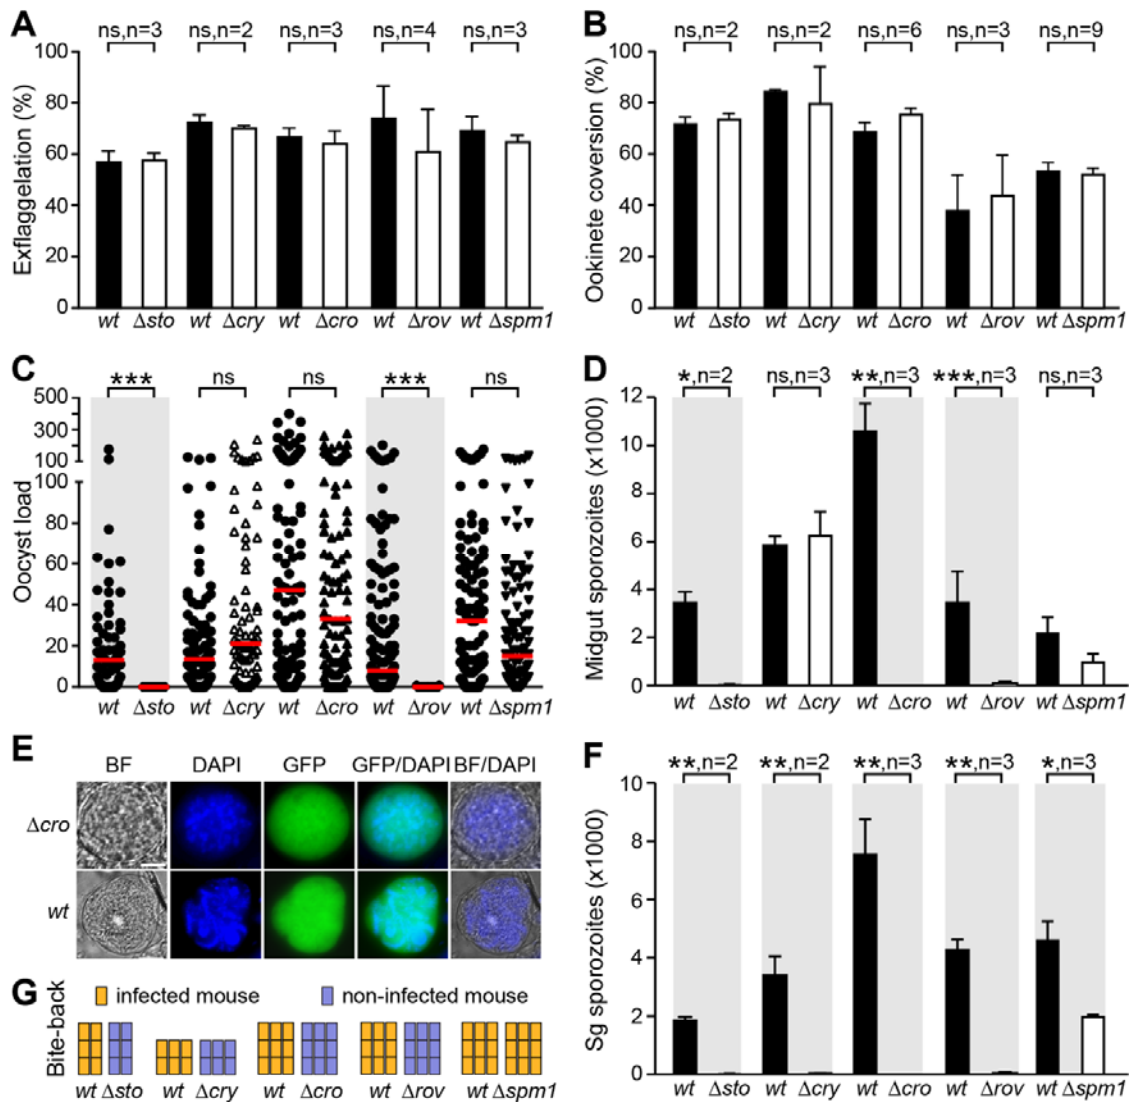 A
ns,n=3 ns,n=2 ns,n=3 ns,n=4 ns,n=3
Exflaggelation (%)
100
80
60
40
20
0
wt Δsto wt Δcry wt Δcro wt Δrov wt Δspm1
B
ns,n=2 ns,n=2 ns,n=6 ns,n=3 ns,n=9
Ookinete coversion (%)
100
80
60
40
20
0
wt Δsto wt Δcry wt Δcro wt Δrov wt Δspm1
C
*** ns ns *** ns
Oocyst load
500
300
100
100
80
60
40
20
0
wt Δsto wt Δcry wt Δcro wt Δrov wt Δspm1
D
*,n=2 ns,n=3 **,n=3 ***,n=3 ns,n=3
Midgut sporozoites (x1000)
12
10
8
6
4
2
0
wt Δsto wt Δcry wt Δcro wt Δrov wt Δspm1
E
BF DAPI GFP GFP/DAPI BF/DAPI
Δcro
wt
F
**,n=2 **,n=2 **,n=3 **,n=3 *,n=3
Sg sporozoites (x1000)
10
8
6
4
2
0
wt Δsto wt Δcry wt Δcro wt Δrov wt Δspm1
G
infected mouse non-infected mouse
Bite-back
wt Δsto wt Δcry wt Δcro wt Δrov wt Δspm1